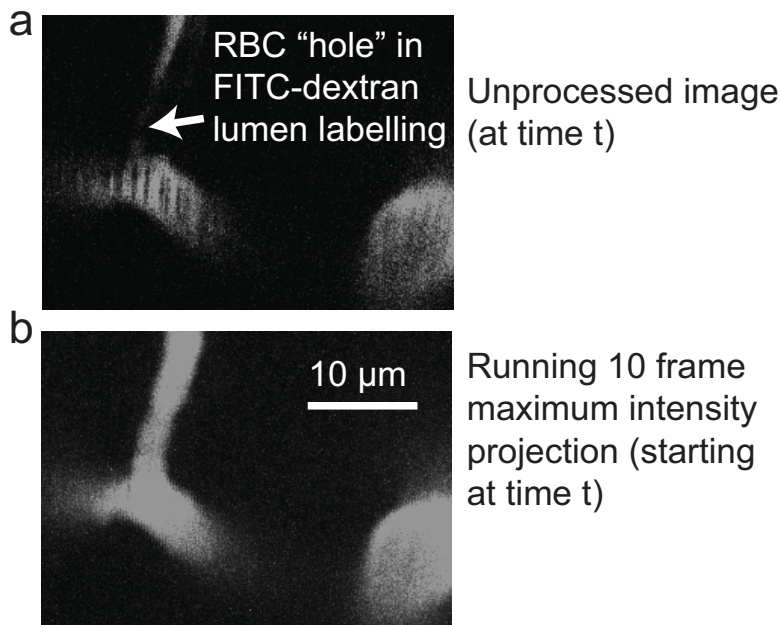 a
RBC “hole” in
FITC-dextran
lumen labelling
Unprocessed image
(at time t)
b
10 μm
Running 10 frame
maximum intensity
projection (starting
at time t)